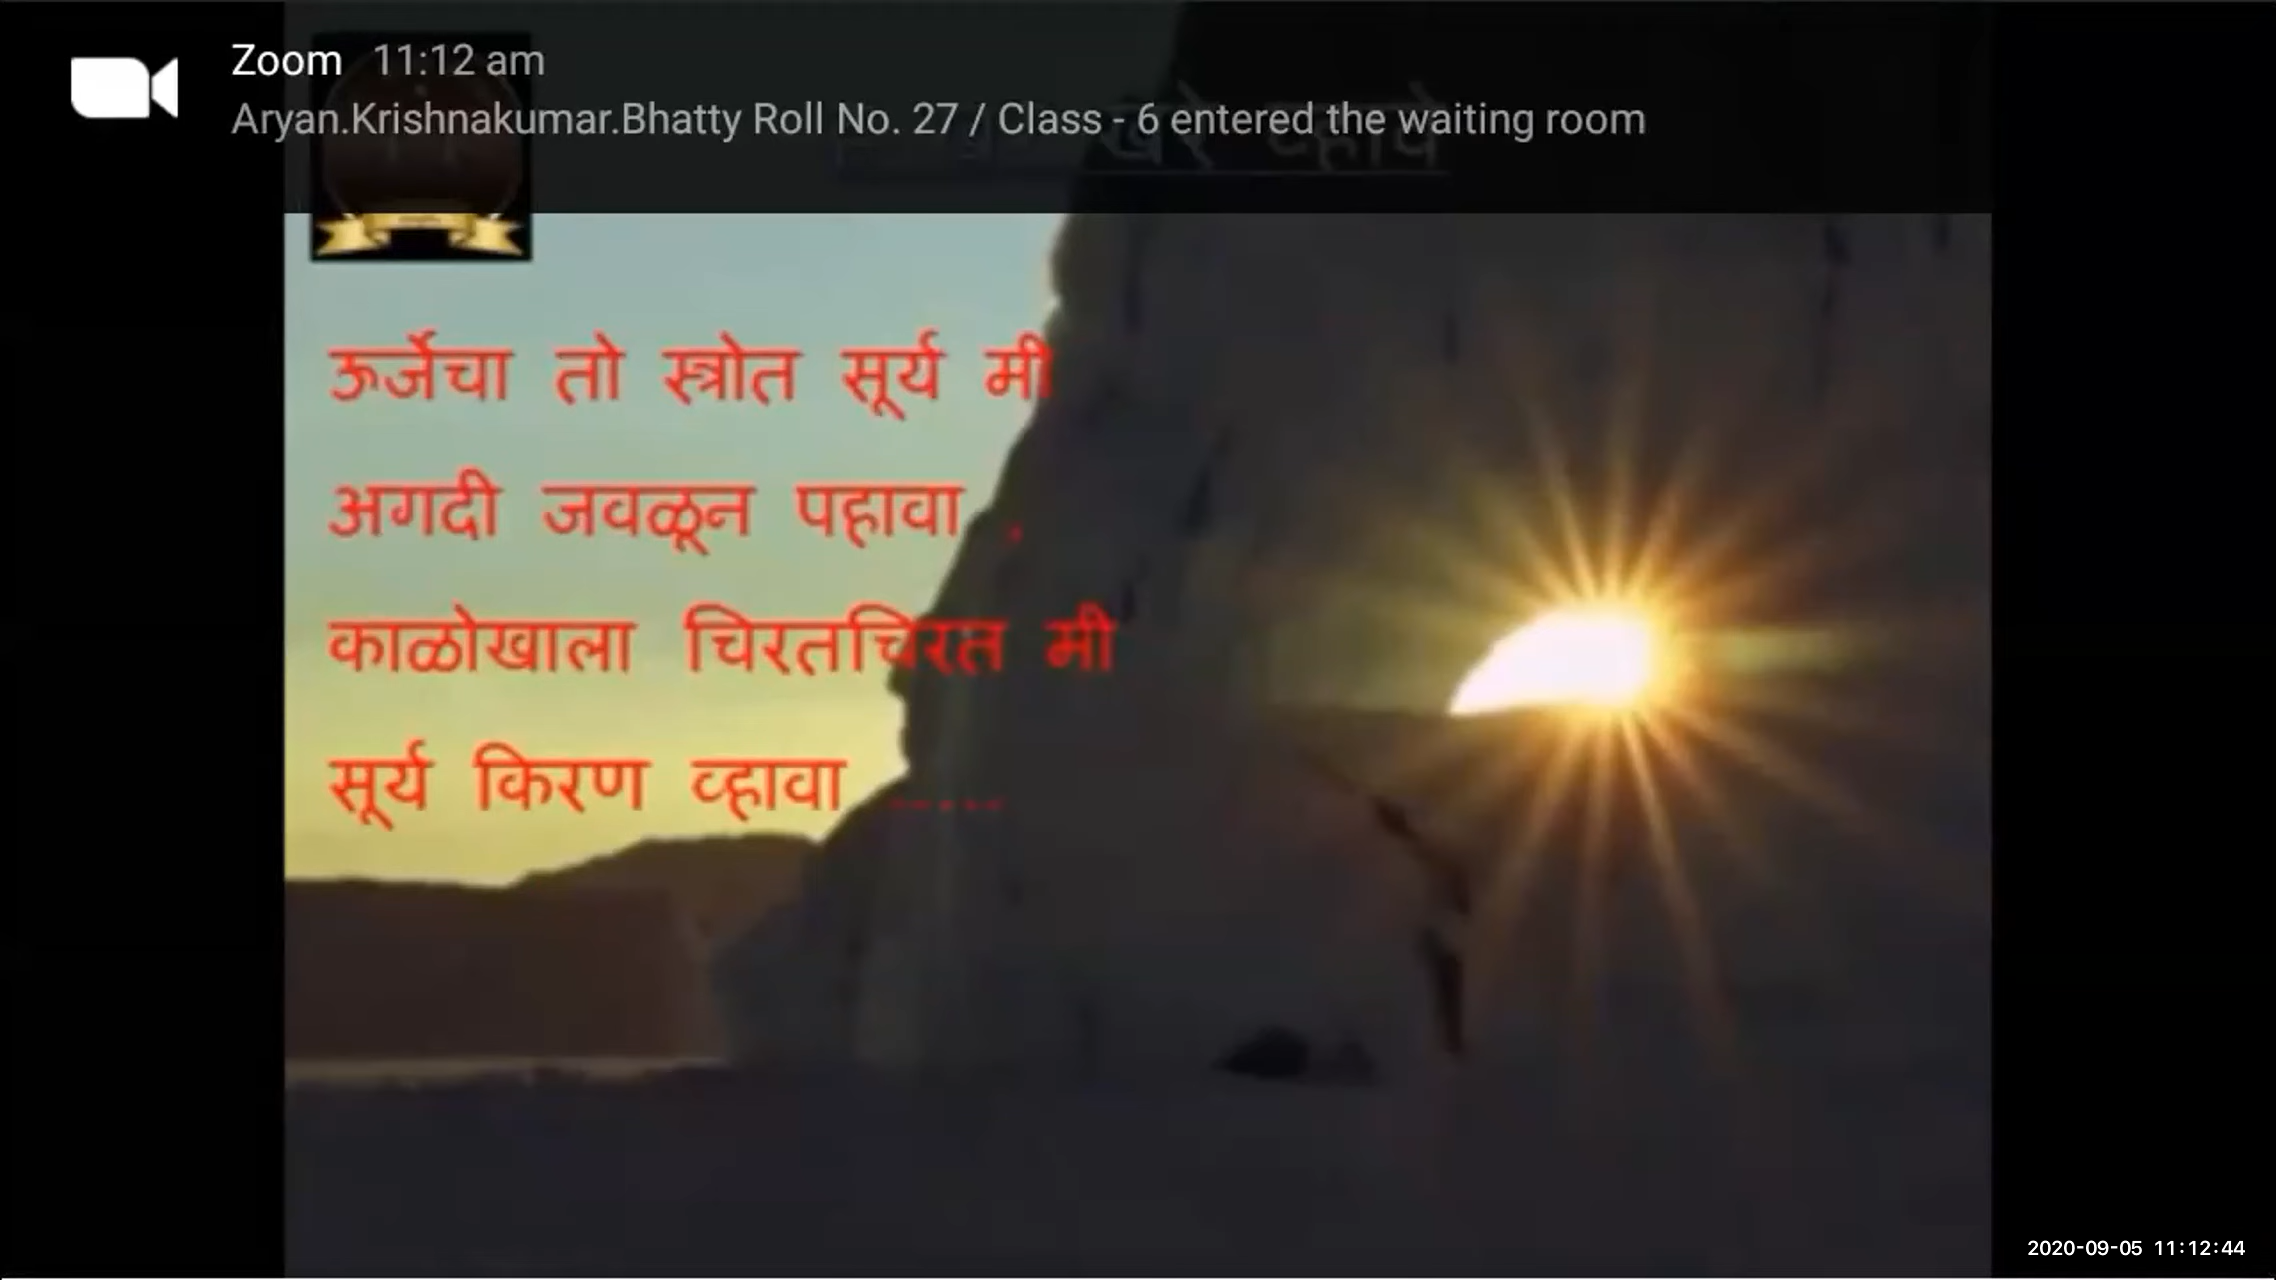 Zoom 11:12 am
Aryan.Krishnakumar.Bhatty Roll No. 27 / Class - 6 entered the waiting room
खरे व्हावे
ऊर्जेचा तो स्त्रोत सूर्य मी
अगदी जवळून पहावा .
काळोखाला चिरतचिरत मी
सूर्य किरण व्हावा -----
2020-09-05 11:12:44